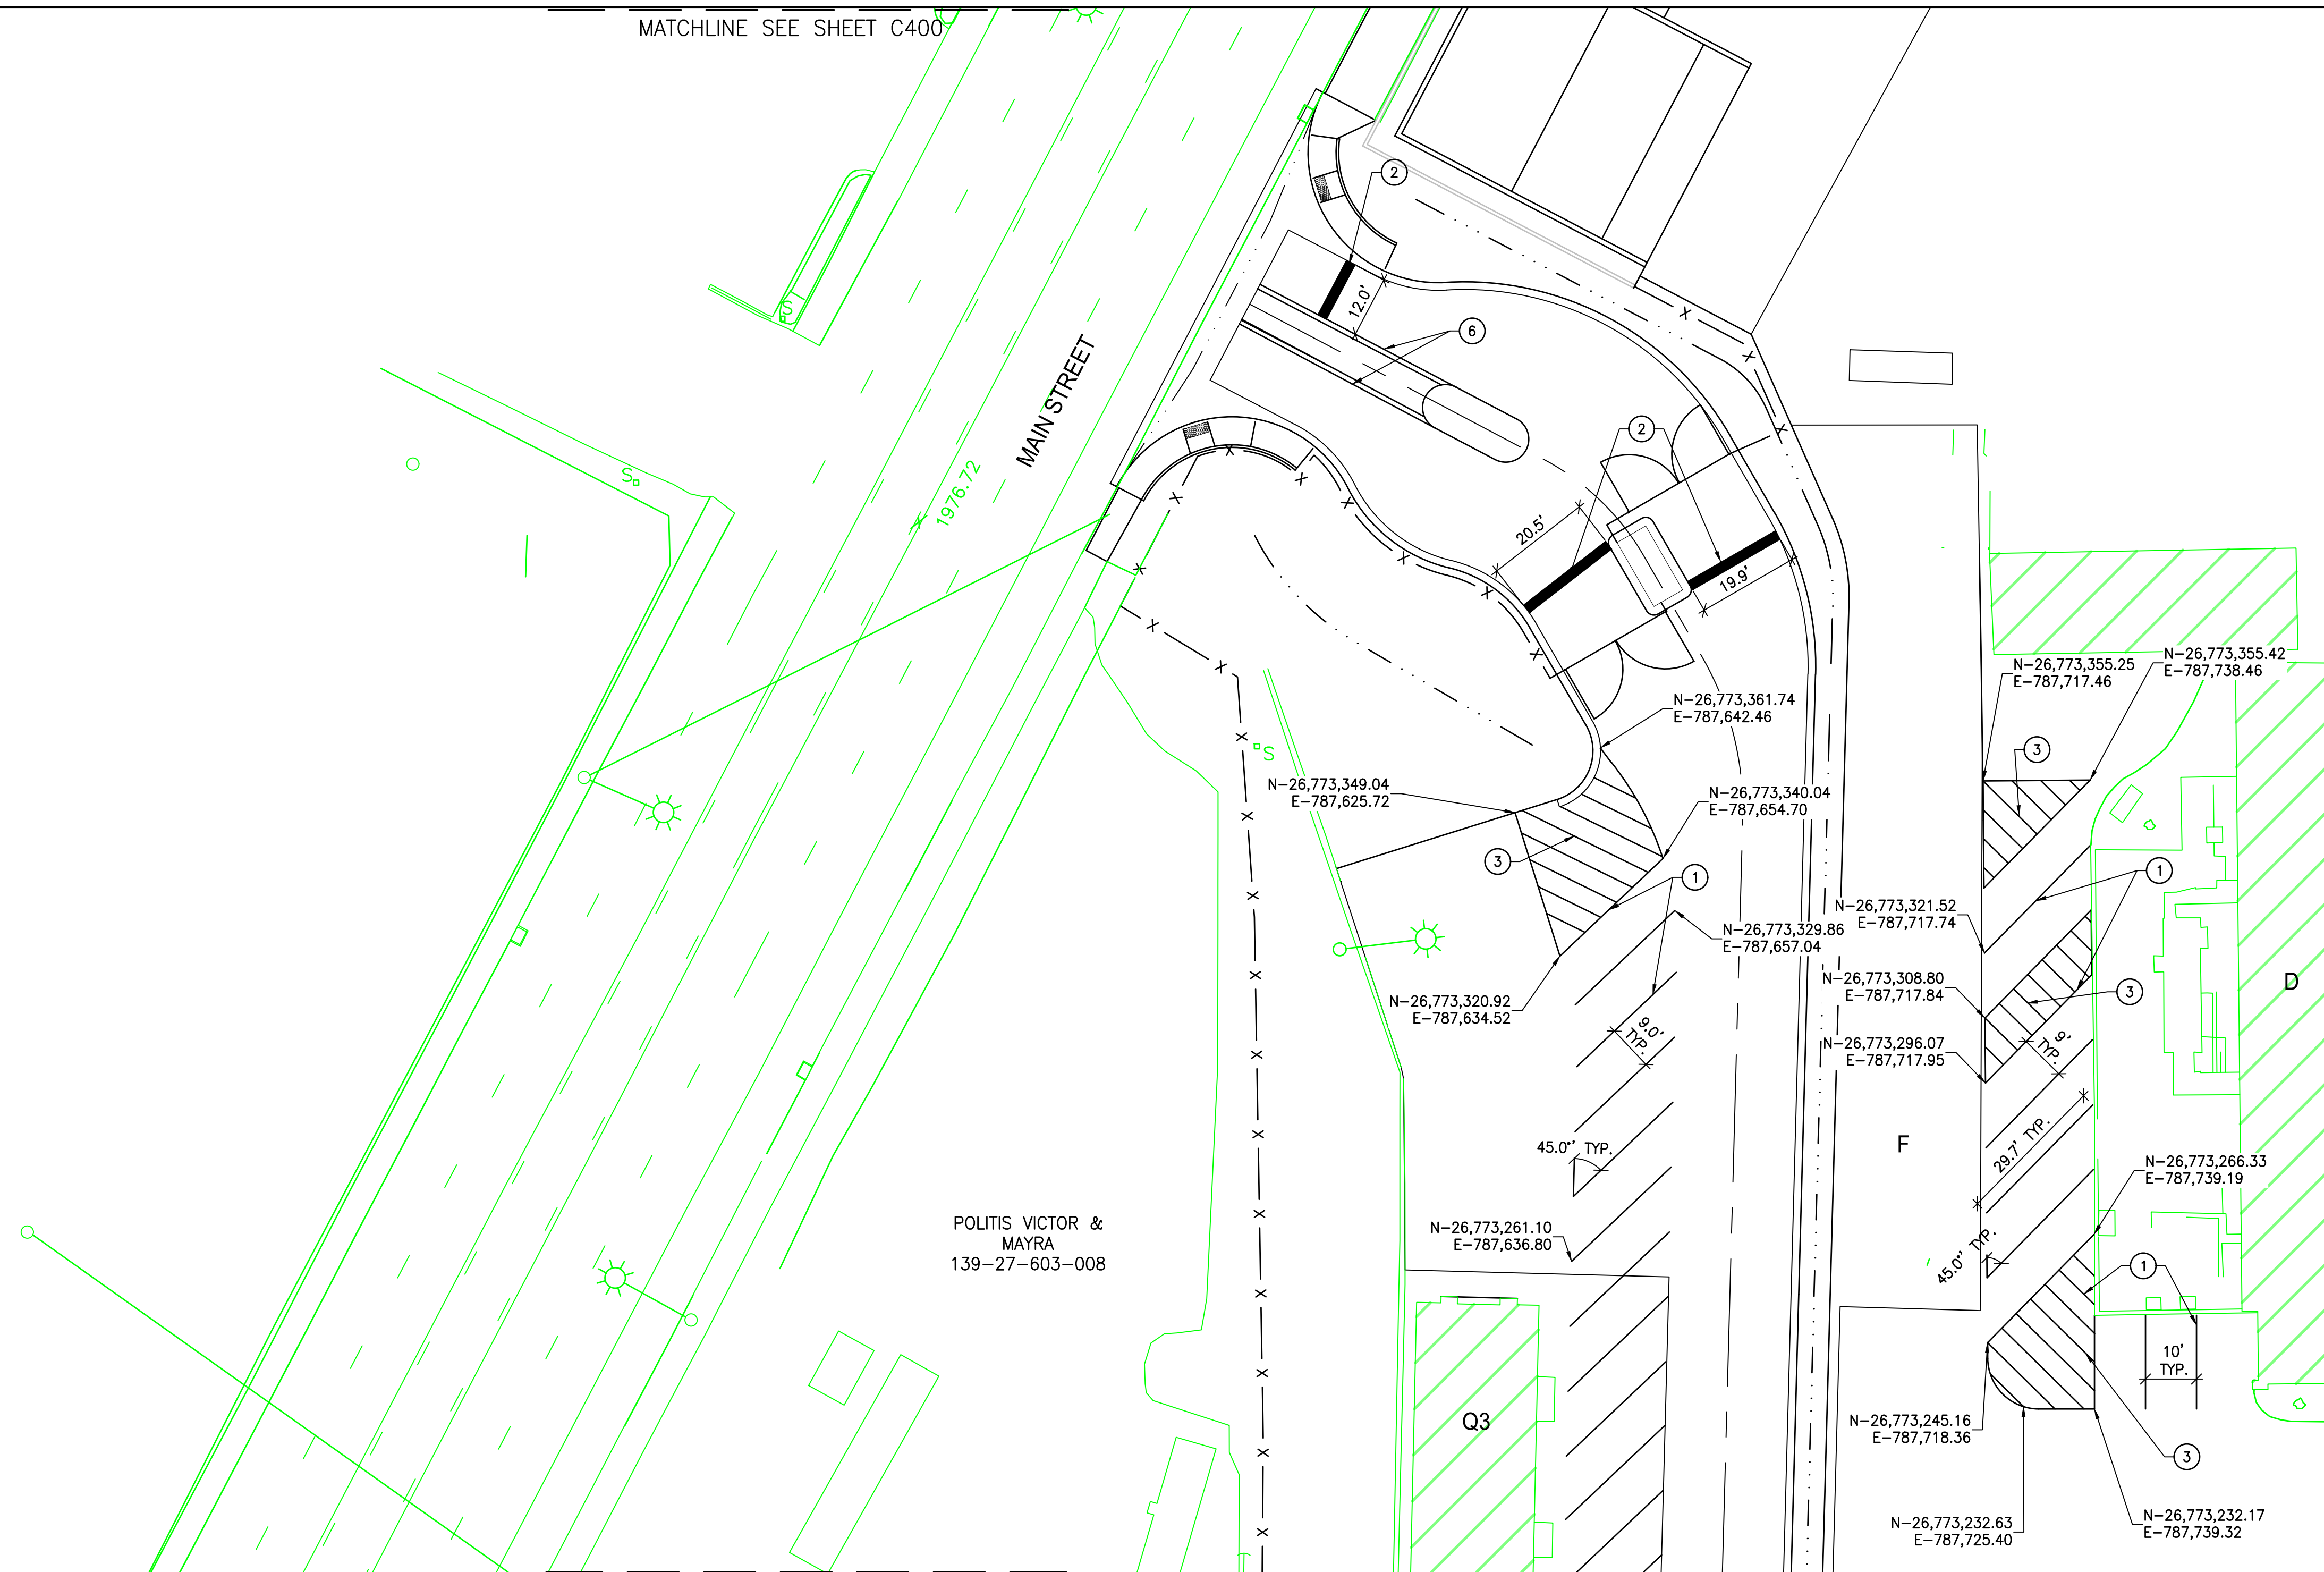 MATCHLINE SEE SHEET C400
2
12.0'
6
S
MAIN STREET
1976.72
S
2
20.5'
19.9'
N-26,773,355.25
E-787,717.46
N-26,773,355.42
E-787,738.46
N-26,773,361.74
E-787,642.46
3
S
N-26,773,349.04
E-787,625.72
N-26,773,340.04
E-787,654.70
3
1
1
N-26,773,321.52
E-787,717.74
N-26,773,329.86
E-787,657.04
D
N-26,773,308.80
E-787,717.84
3
N-26,773,320.92
E-787,634.52
9.0'
TYP.
N-26,773,296.07
E-787,717.95
9'
TYP.
45.0°' TYP.
F
29.7' TYP.
N-26,773,266.33
E-787,739.19
POLITIS VICTOR &
MAYRA
139-27-603-008
N-26,773,261.10
E-787,636.80
45.0°' TYP.
1
10'
TYP.
Q3
N-26,773,245.16
E-787,718.36
3
N-26,773,232.63
E-787,725.40
N-26,773,232.17
E-787,739.32